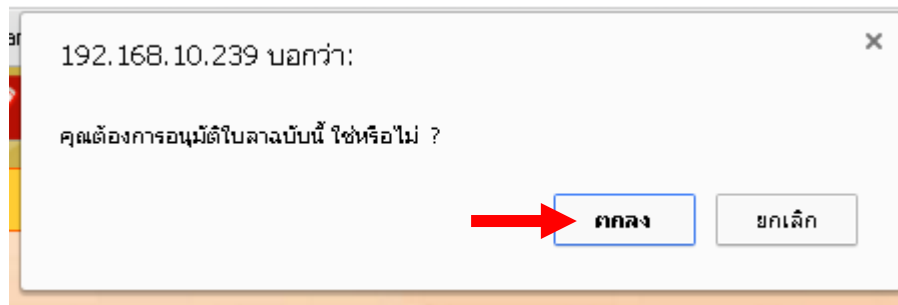 192.168.10.239 บอกว่า:
คุณต้องการอนุมัติใบลาฉบับนี้ ใช่หรือไม่ ?
ตกลง
ยกเลิก